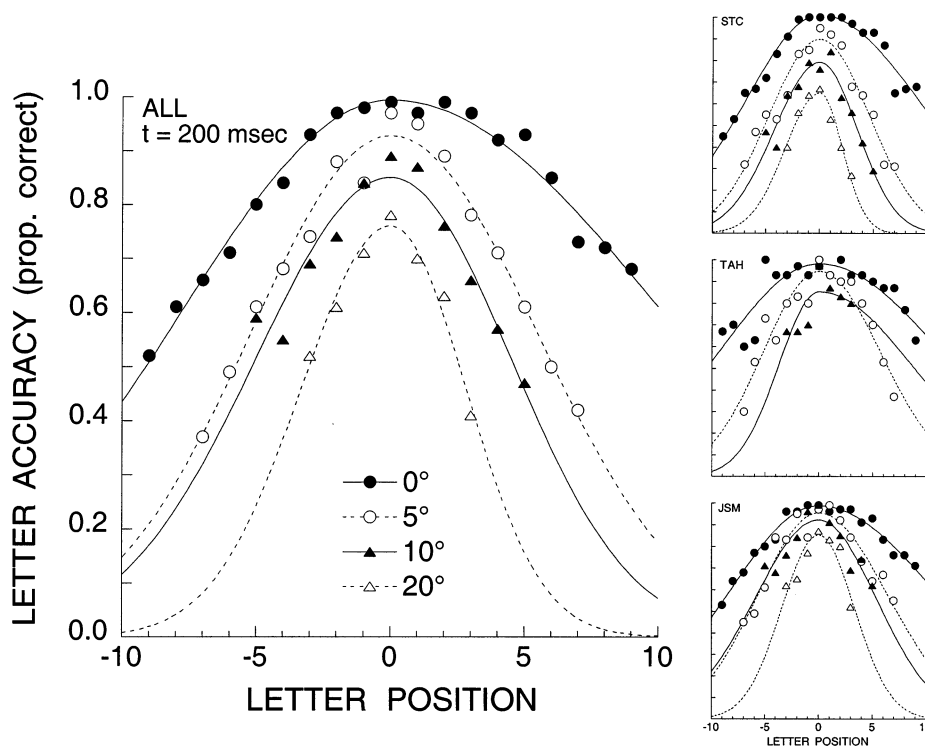 ALL
t = 200 msec
LETTER ACCURACY (prop. correct)
1.0
0.8
0.6
0.4
0.2
0.0
0°
5°
10°
20°
-10
-5
0
5
10
LETTER POSITION
STC
TAH
JSM
-10
-5
0
5
10
LETTER POSITION